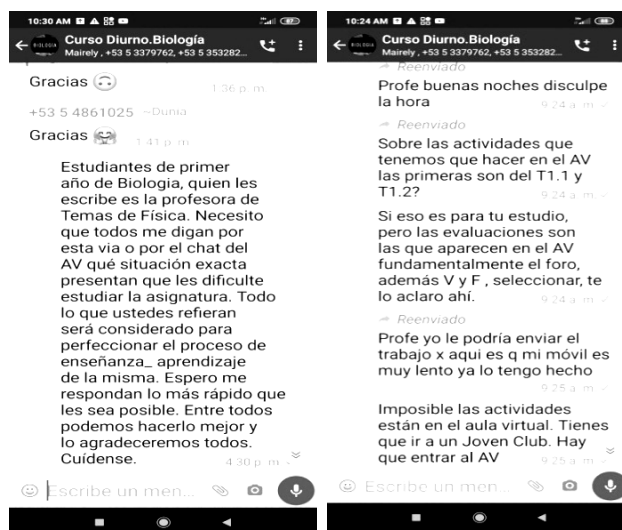 10:30 AM
87
Curso Diurno.Biología
Mairely , +53 5 3379762, +53 5 353282...
Gracias
1:36 p. m.
+53 5 4861025 ~Dunia
Gracias
1:41 p. m.
Estudiantes de primer
año de Biologia, quien les
escribe es la profesora de
Temas de Física. Necesito
que todos me digan por
esta via o por el chat del
AV qué situación exacta
presentan que les dificulte
estudiar la asignatura. Todo
lo que ustedes refieran
será considerado para
perfeccionar el proceso de
enseñanza_ aprendizaje
de la misma. Espero me
respondan lo más rápido que
les sea posible. Entre todos
podemos hacerlo mejor y
lo agradeceremos todos.
Cuídense.
4:30 p. m.
Escribe un men...
10:24 AM
Curso Diurno.Biología
Mairely , +53 5 3379762, +53 5 353282...
Reenviado
Profe buenas noches disculpe
la hora
9:24 a. m.
Reenviado
Sobre las actividades que
tenemos que hacer en el AV
las primeras son del T1.1 y
T1.2?
9:24 a. m.
Si eso es para tu estudio,
pero las evaluaciones son
las que aparecen en el AV
fundamentalmente el foro,
además V y F , seleccionar, te
lo aclaro ahí.
9:24 a. m.
Reenviado
Profe yo le podría enviar el
trabajo x aqui es q mi móvil es
muy lento ya lo tengo hecho
9:25 a. m.
Imposible las actividades
están en el aula virtual. Tienes
que ir a un Joven Club. Hay
que entrar al AV
9:25 a. m.
Escribe un men...